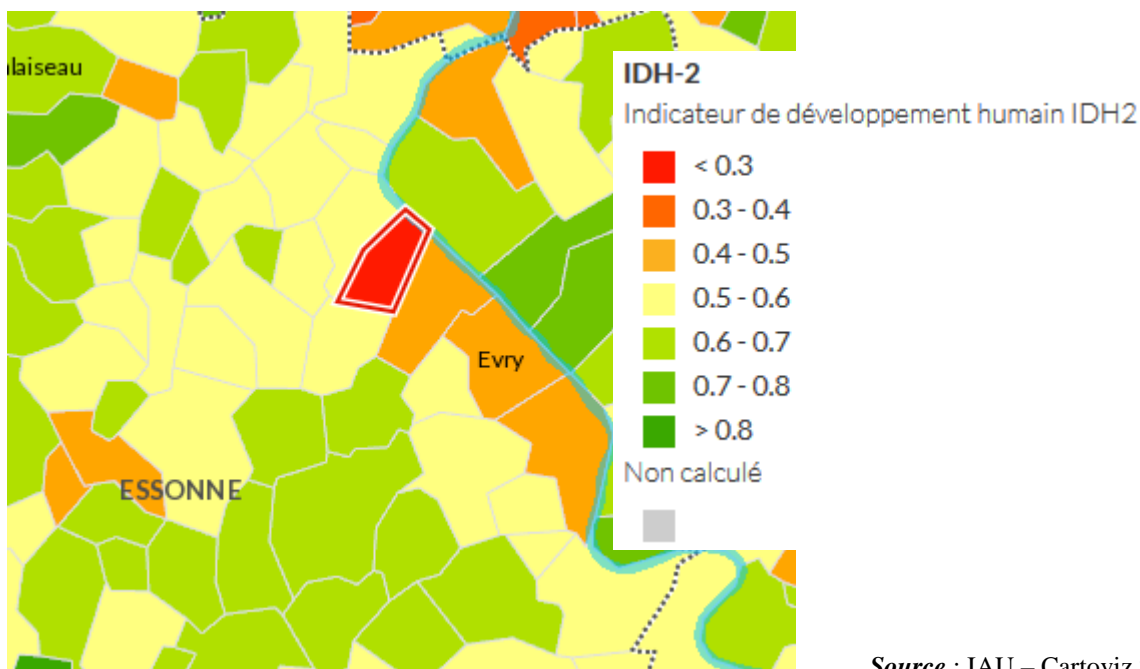 alaiseau
IDH-2
Indicateur de développement humain IDH2
< 0.3
0.3 - 0.4
0.4 - 0.5
0.5 - 0.6
0.6 - 0.7
0.7 - 0.8
> 0.8
Non calculé
Evry
ESSONNE
Source : IAU – Cartoviz